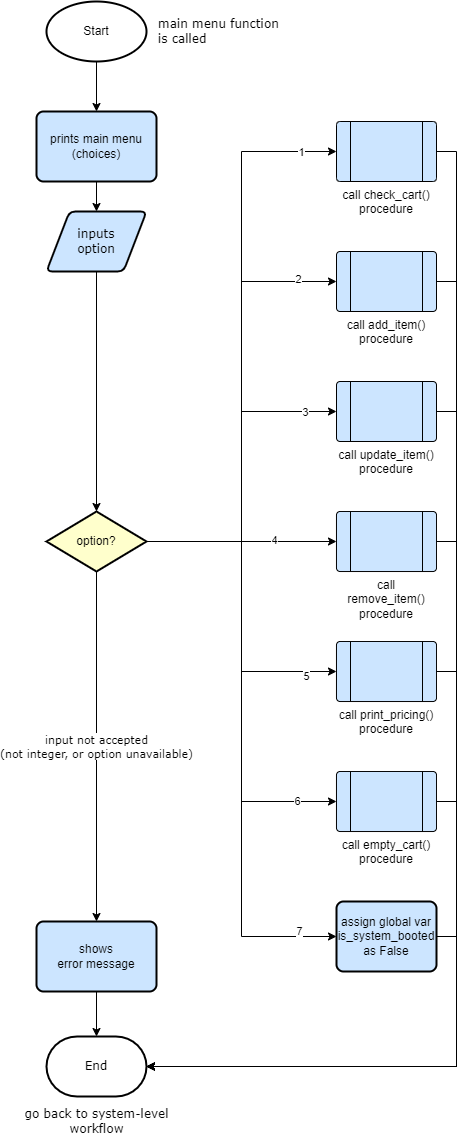 Start
main menu function
is called
prints main menu
(choices)
inputs
option
option?
1
call check_cart()
procedure
2
call add_item()
procedure
3
call update_item()
procedure
4
call
remove_item()
procedure
5
call print_pricing()
procedure
6
call empty_cart()
procedure
7
assign global var
is_system_booted
as False
input not accepted
(not integer, or option unavailable)
shows
error message
End
go back to system-level
workflow